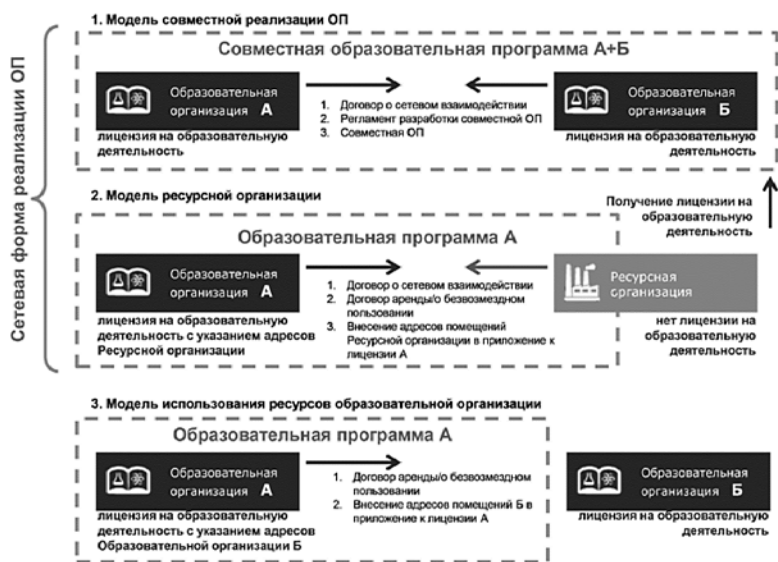 Сетевая форма реализации ОП
1. Модель совместной реализации ОП
Совместная образовательная программа А+Б
Образовательная
организация А
лицензия на образовательную
деятельность
1. Договор о сетевом взаимодействии
2. Регламент разработки совместной ОП
3. Совместная ОП
Образовательная
организация Б
лицензия на образовательную
деятельность
Получение лицензии на
образовательную
деятельность
2. Модель ресурсной организации
Образовательная программа А
Образовательная
организация А
лицензия на образовательную
деятельность с указанием адресов
Ресурсной организации
1. Договор о сетевом взаимодействии
2. Договор аренды/о безвозмездном
пользовании
3. Внесение адресов помещений
Ресурсной организации в приложение к
лицензии А
Ресурсная
организация
нет лицензии на
образовательную
деятельность
3. Модель использования ресурсов образовательной организации
Образовательная программа А
Образовательная
организация А
лицензия на образовательную
деятельность с указанием адресов
Образовательной организации Б
1. Договор аренды/о безвозмездном
пользовании
2. Внесение адресов помещений Б в
приложение к лицензии А
Образовательная
организация Б
лицензия на образовательную
деятельность